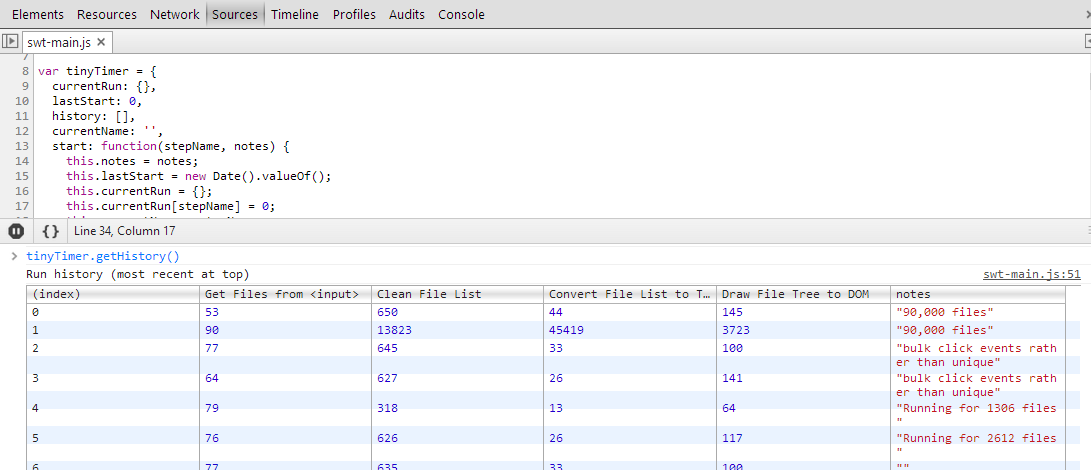 Elements Resources Network Sources Timeline Profiles Audits Console
swt-main.js ×
7
8 var tinyTimer = {
9 currentRun: {},
10 lastStart: 0,
11 history: [],
12 currentName: '',
13 start: function(stepName, notes) {
14 this.notes = notes;
15 this.lastStart = new Date().valueOf();
16 this.currentRun = {};
17 this.currentRun[stepName] = 0;
{} Line 34, Column 17
> tinyTimer.getHistory()
Run history (most recent at top) swt-main.js:51
(index) Get Files from <input> Clean File List Convert File List to T… Draw File Tree to DOM notes
0 53 650 44 145 "90,000 files"
1 90 13823 45419 3723 "90,000 files"
2 77 645 33 100 "bulk click events rath
er than unique"
3 64 627 26 141 "bulk click events rath
er than unique"
4 79 318 13 64 "Running for 1306 files
"
5 76 626 26 117 "Running for 2612 files
"
6 77 635 33 100 ""